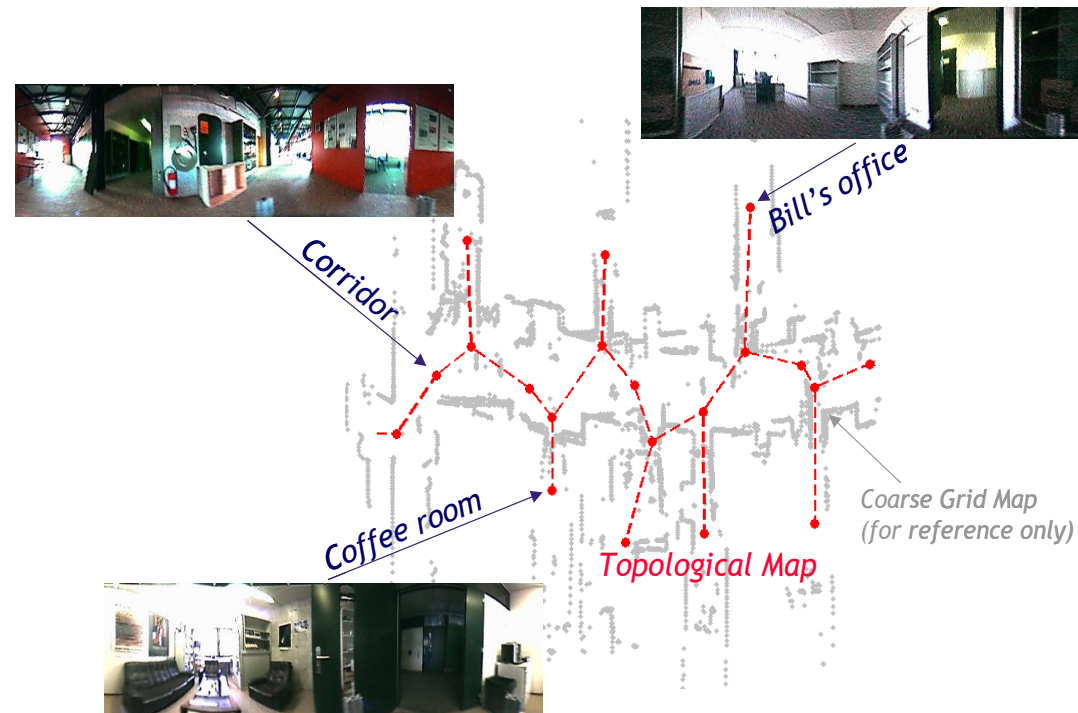 Bill's office
Corridor
Coffee room
Coarse Grid Map
(for reference only)
Topological Map